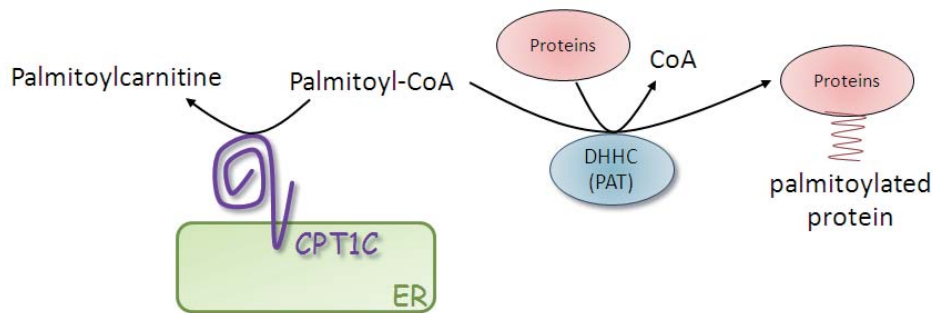 Palmitoylcarnitine
Palmitoyl-CoA
Proteins
CoA
Proteins
DHHC
(PAT)
palmitoylated
protein
CPT1C
ER